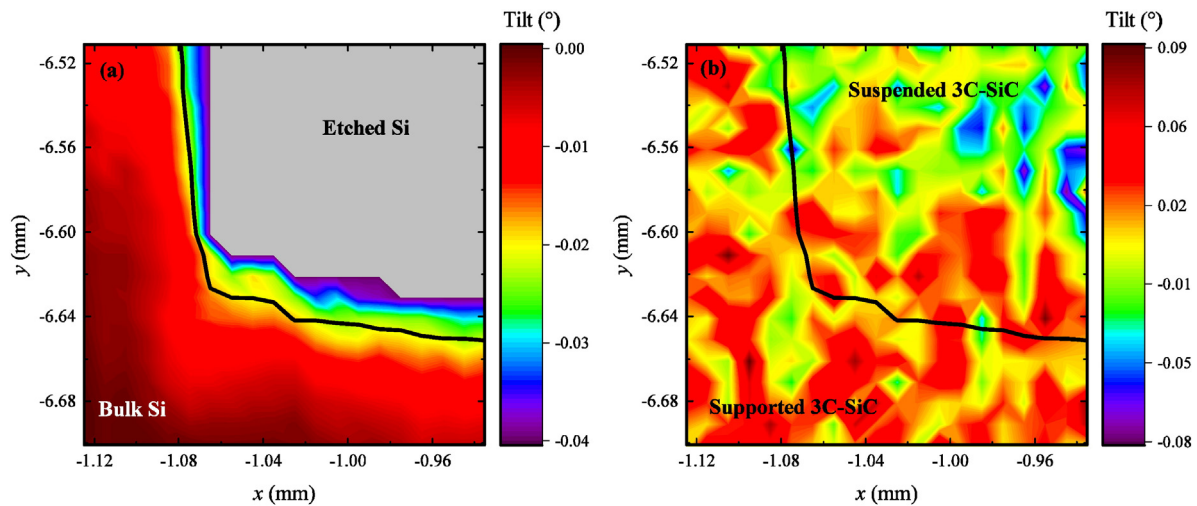 Tilt (°)
0.00
-0.01
-0.02
-0.03
-0.04
(a)
Etched Si
Bulk Si
-6.52
-6.56
-6.60
-6.64
-6.68
y (mm)
-1.12 -1.08 -1.04 -1.00 -0.96
x (mm)
Tilt (°)
0.09
0.06
0.02
-0.01
-0.05
-0.08
(b)
Suspended 3C-SiC
Supported 3C-SiC
-6.52
-6.56
-6.60
-6.64
-6.68
y (mm)
-1.12 -1.08 -1.04 -1.00 -0.96
x (mm)